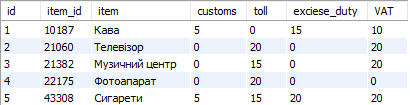 id item_id item customs toll exciese_duty VAT
1 10187 Кава 5 0 15 10
2 21060 Телевізор 0 20 0 20
3 21382 Музичний центр 0 15 0 20
4 22175 Фотоапарат 0 20 0 0
5 43308 Сигарети 5 15 20 20